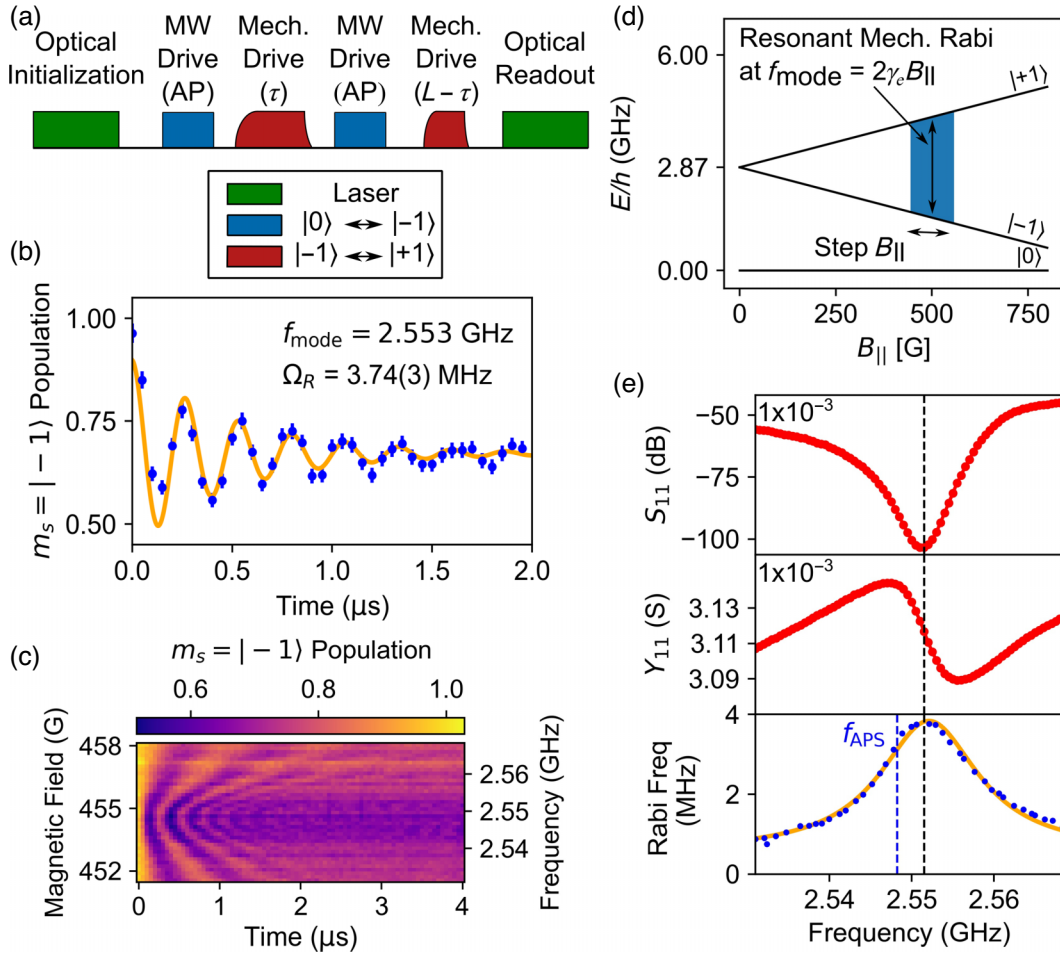 (a)
Optical
Initialization
MW
Drive
(AP)
Mech.
Drive
(τ)
MW
Drive
(AP)
Mech.
Drive
(L − τ)
Optical
Readout
Laser
|0⟩ ↔ |−1⟩
|−1⟩ ↔ |+1⟩
(b)
m_s = |−1⟩ Population
1.00
0.75
0.50
f_mode = 2.553 GHz
Ω_R = 3.74(3) MHz
0.0 0.5 1.0 1.5 2.0
Time (μs)
(c)
m_s = |−1⟩ Population
0.6 0.8 1.0
Magnetic Field (G)
458
455
452
Frequency (GHz)
2.56
2.55
2.54
0 1 2 3 4
Time (μs)
(d)
E/h (GHz)
6.00
2.87
0.00
Resonant Mech. Rabi
at f_mode = 2γ_e B_||
|+1⟩
|−1⟩
|0⟩
Step B_||
0 250 500 750
B_|| [G]
(e)
1x10⁻³
S₁₁ (dB)
−50
−75
−100
1x10⁻³
Y₁₁ (S)
3.13
3.11
3.09
Rabi Freq
(MHz)
4
2
0
f_APS
2.54 2.55 2.56
Frequency (GHz)